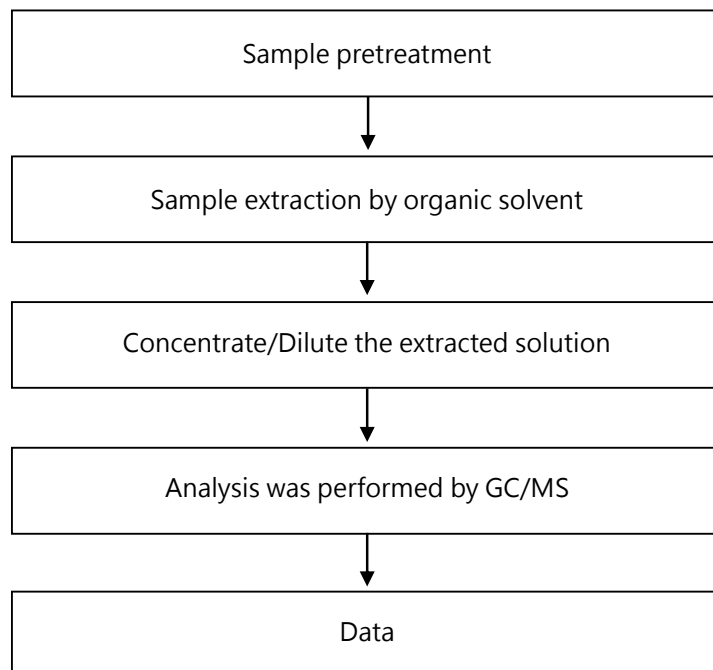 Sample pretreatment
Sample extraction by organic solvent
Concentrate/Dilute the extracted solution
Analysis was performed by GC/MS
Data